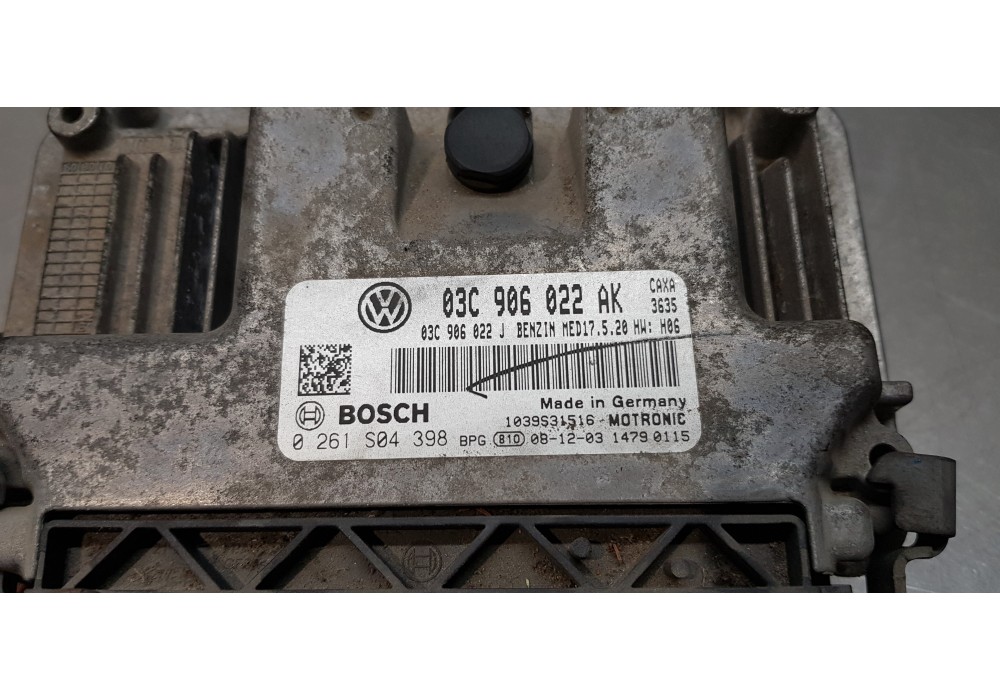 03C 906 022 AK CAXA
3635
03C 906 022 J BENZIN MED17.5.20 HW: H06
BOSCH Made in Germany
1039S31516 - MOTRONIC
0 261 S04 398 BPG B10 08-12-03 1479 0115